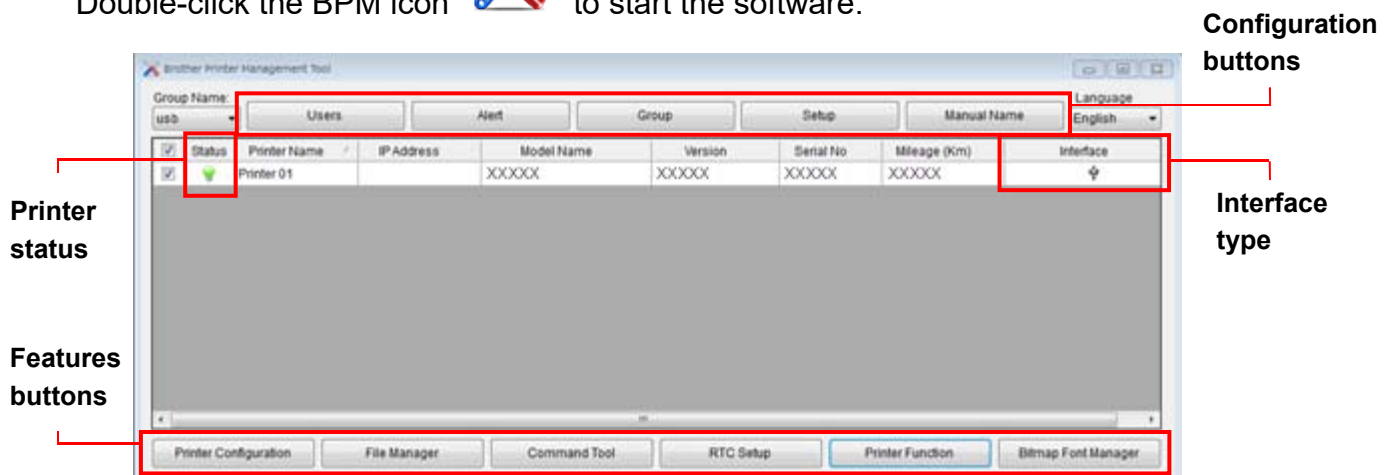 Double-click the BPM icon to start the software.
Configuration
buttons
Brother Printer Management Tool
Group Name:
Language
usb
Users
Alert
Group
Setup
Manual Name
English
Status
Printer Name
IP Address
Model Name
Version
Serial No
Mileage (Km)
Interface
Printer 01
XXXXX
XXXXX
XXXXX
XXXXX
Printer
status
Interface
type
Features
buttons
Printer Configuration
File Manager
Command Tool
RTC Setup
Printer Function
Bitmap Font Manager